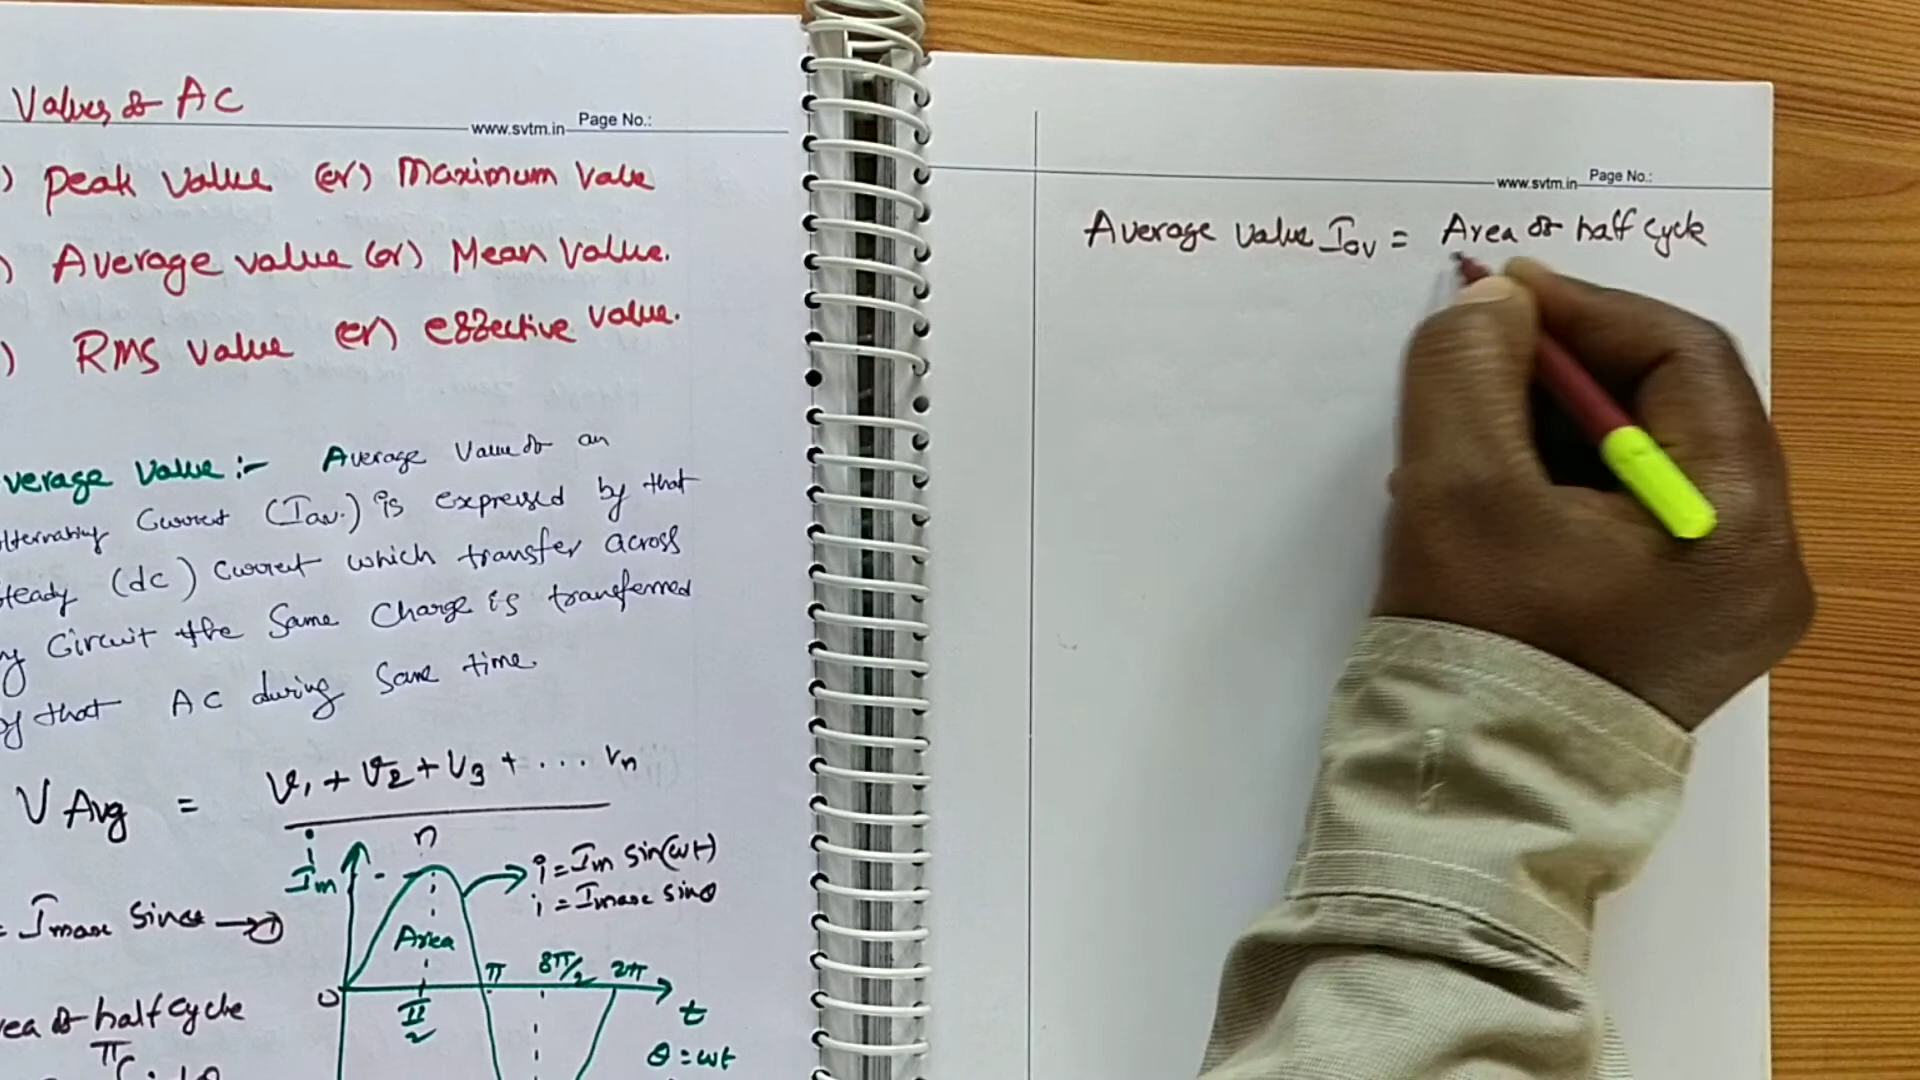 Values of AC
www.svtm.in Page No.:
) Peak Value (or) Maximum Value
) Average value (or) Mean Value.
) RMS Value (or) effective value.
verage Value :- Average Value of an
lternating Current (Iav.) is expressed by that
teady (dc) Current which transfer across
y Circuit the Same Charge is transferred
y that AC during Same time.
V Avg = V1 + V2 + V3 + ... Vn
n
i
Im
i = Im Sin(wt)
i = Imax Sinθ
= Imax Sinθ → 1
Area
0
π/2
π
3π/2
2π
t
θ = wt
ea of half Cycle
π
www.svtm.in Page No.:
Average Value Iav = Area of half Cycle